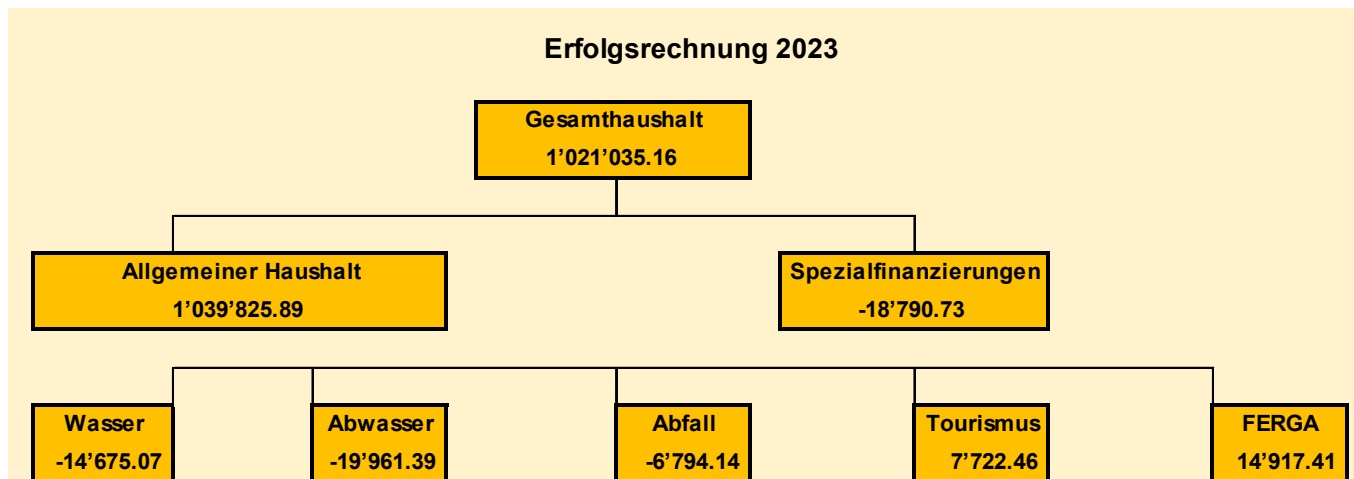 Erfolgsrechnung 2023
Gesamthaushalt
1’021’035.16
Allgemeiner Haushalt
1’039’825.89
Spezialfinanzierungen
-18’790.73
Wasser
-14’675.07
Abwasser
-19’961.39
Abfall
-6’794.14
Tourismus
7’722.46
FERGA
14’917.41